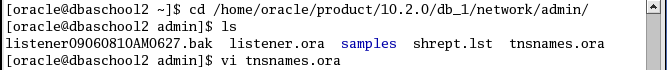 [oracle@dbaschool2 ~]$ cd /home/oracle/product/10.2.0/db_1/network/admin/
[oracle@dbaschool2 admin]$ ls
listener09060810AM0627.bak  listener.ora  samples  shrept.lst  tnsnames.ora
[oracle@dbaschool2 admin]$ vi tnsnames.ora